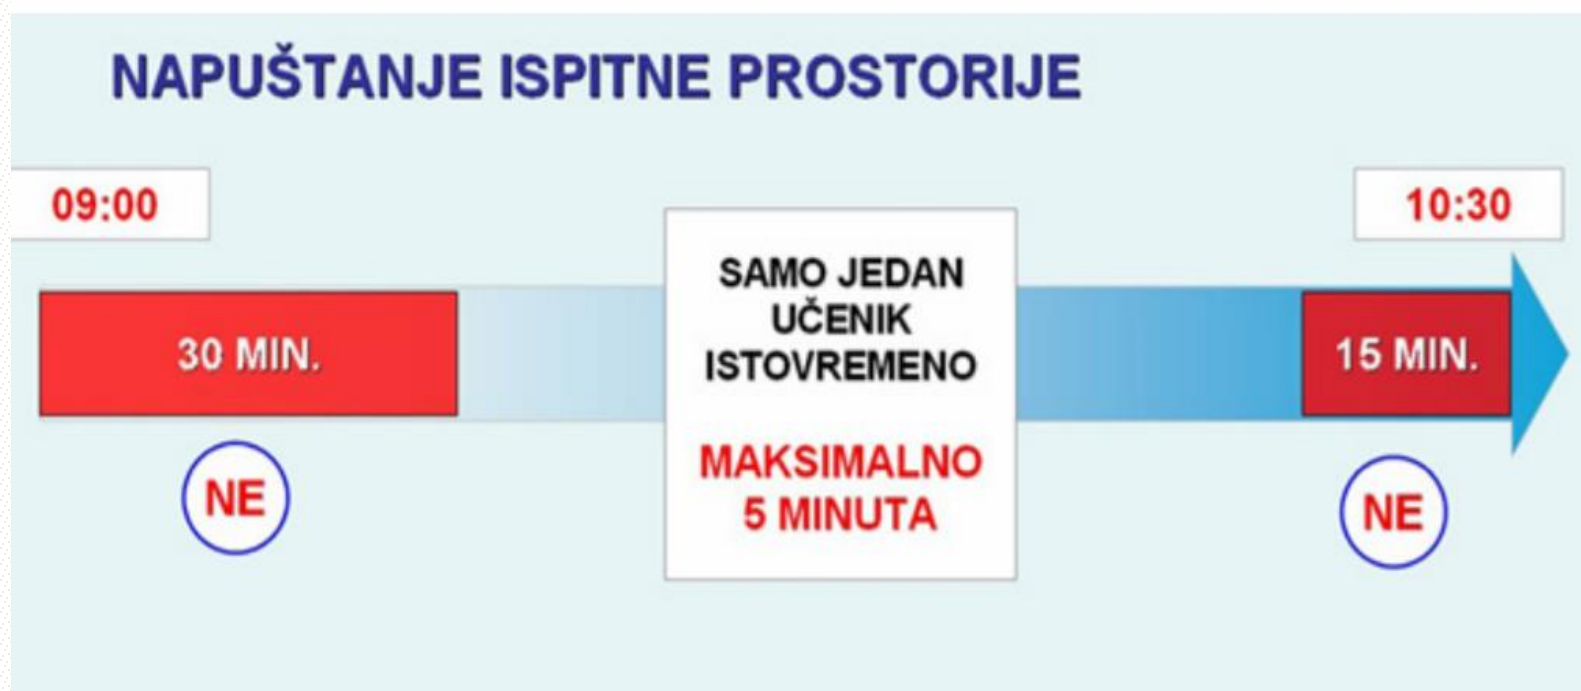 NAPUŠTANJE ISPITNE PROSTORIJE
09:00
10:30
SAMO JEDAN
UČENIK
ISTOVREMENO
MAKSIMALNO
5 MINUTA
30 MIN.
15 MIN.
NE
NE